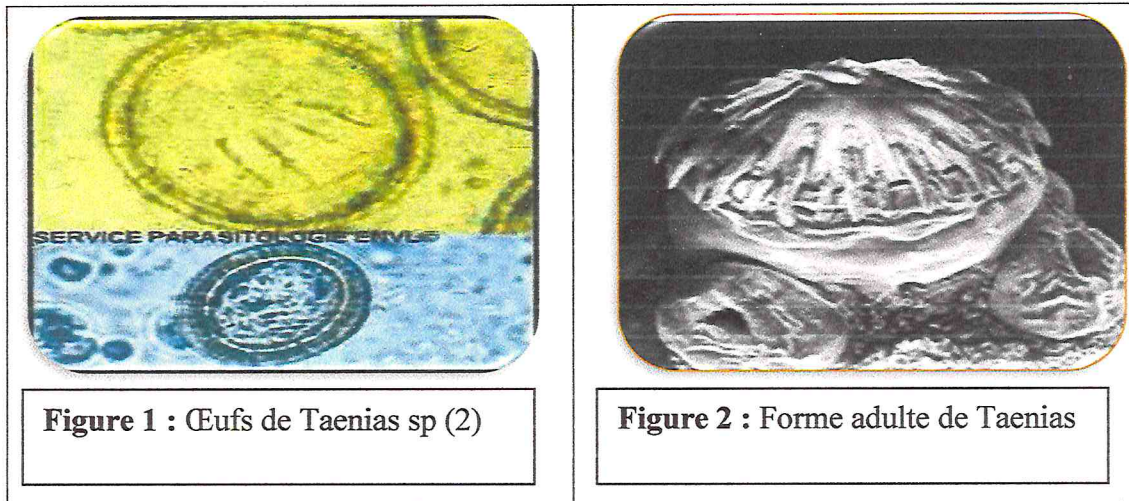 SERVICE PARASITOLOGIE ENVL
Figure 1 : Œufs de Taenias sp (2)
Figure 2 : Forme adulte de Taenias